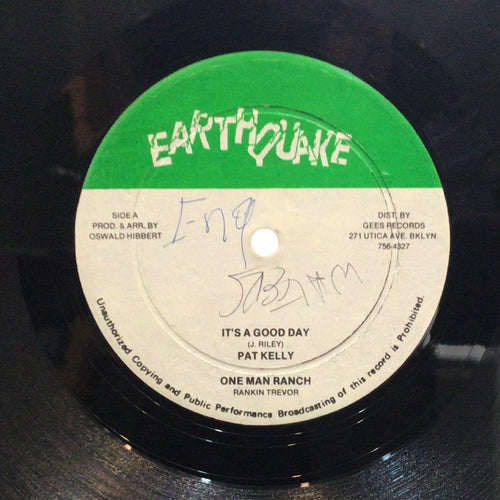 EARTHQUAKE
SIDE A
PROD. & ARR. BY
OSWALD HIBBERT
DIST. BY
GEES RECORDS
271 UTICA AVE. BKLYN.
756-4327
IT'S A GOOD DAY
(J. RILEY)
PAT KELLY
ONE MAN RANCH
RANKIN TREVOR
Unauthorized Copying and Public Performance Broadcasting of this record is Prohibited.